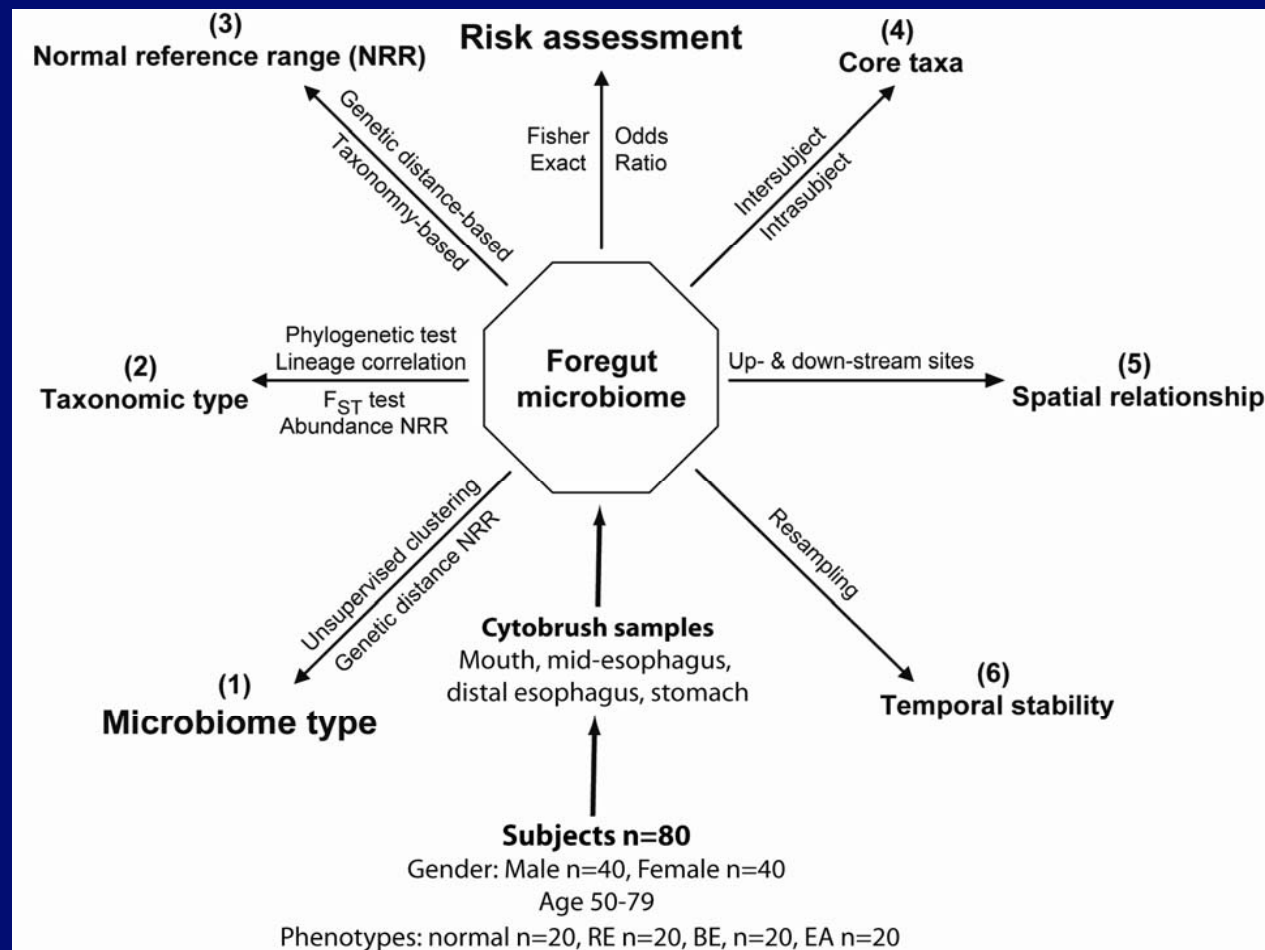 (3)
Normal reference range (NRR)
Genetic distance-based
Taxonomny-based
Risk assessment
Fisher
Exact
Odds
Ratio
(4)
Core taxa
Intersubject
Intrasubject
Phylogenetic test
Lineage correlation
(2)
Taxonomic type
FST test
Abundance NRR
Foregut
microbiome
Up- & down-stream sites
(5)
Spatial relationship
Unsupervised clustering
Genetic distance NRR
(1)
Microbiome type
Resampling
(6)
Temporal stability
Cytobrush samples
Mouth, mid-esophagus,
distal esophagus, stomach
Subjects n=80
Gender: Male n=40, Female n=40
Age 50-79
Phenotypes: normal n=20, RE n=20, BE, n=20, EA n=20